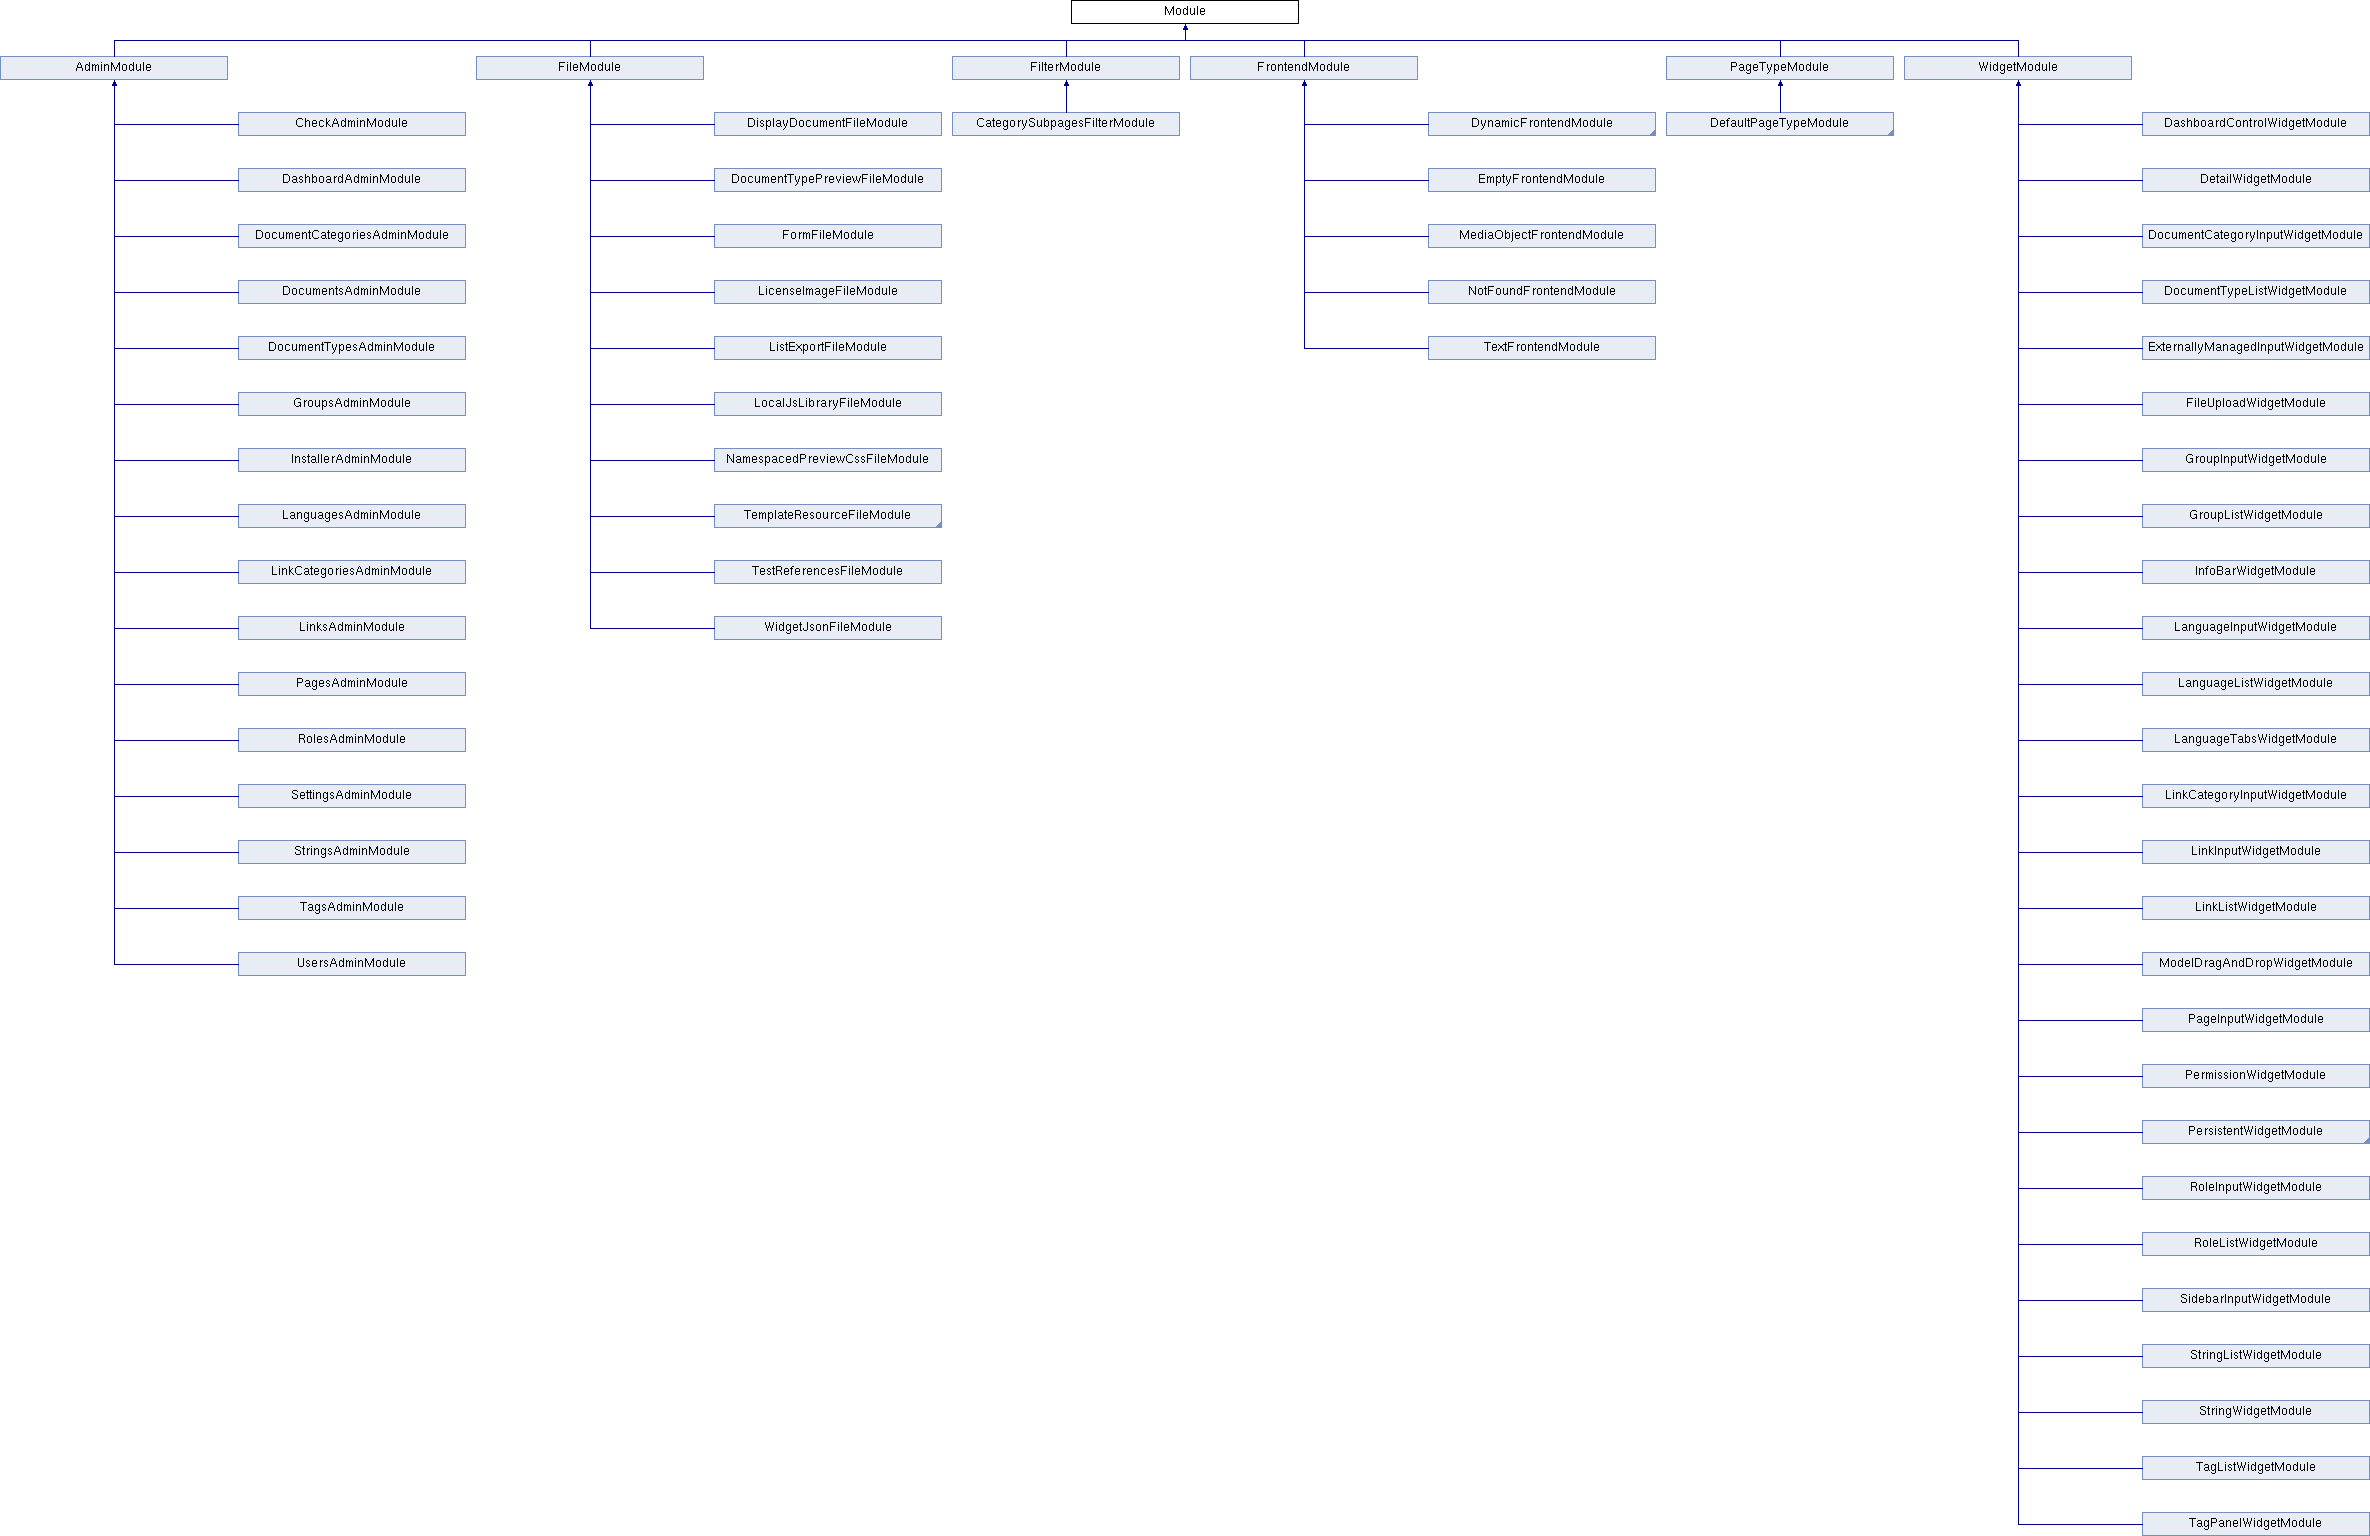 Module
AdminModule
FileModule
FilterModule
FrontendModule
PageTypeModule
WidgetModule
CheckAdminModule
DisplayDocumentFileModule
CategorySubpagesFilterModule
DynamicFrontendModule
DefaultPageTypeModule
DashboardControlWidgetModule
DashboardAdminModule
DocumentTypePreviewFileModule
EmptyFrontendModule
DetailWidgetModule
DocumentCategoriesAdminModule
FormFileModule
MediaObjectFrontendModule
DocumentCategoryInputWidgetModule
DocumentsAdminModule
LicenseImageFileModule
NotFoundFrontendModule
DocumentTypeListWidgetModule
DocumentTypesAdminModule
ListExportFileModule
TextFrontendModule
ExternallyManagedInputWidgetModule
GroupsAdminModule
LocalJsLibraryFileModule
FileUploadWidgetModule
InstallerAdminModule
NamespacedPreviewCssFileModule
GroupInputWidgetModule
LanguagesAdminModule
TemplateResourceFileModule
GroupListWidgetModule
LinkCategoriesAdminModule
TestReferencesFileModule
InfoBarWidgetModule
LinksAdminModule
WidgetJsonFileModule
LanguageInputWidgetModule
PagesAdminModule
LanguageListWidgetModule
RolesAdminModule
LanguageTabsWidgetModule
SettingsAdminModule
LinkCategoryInputWidgetModule
StringsAdminModule
LinkInputWidgetModule
TagsAdminModule
LinkListWidgetModule
UsersAdminModule
ModelDragAndDropWidgetModule
PageInputWidgetModule
PermissionWidgetModule
PersistentWidgetModule
RoleInputWidgetModule
RoleListWidgetModule
SidebarInputWidgetModule
StringListWidgetModule
StringWidgetModule
TagListWidgetModule
TagPanelWidgetModule